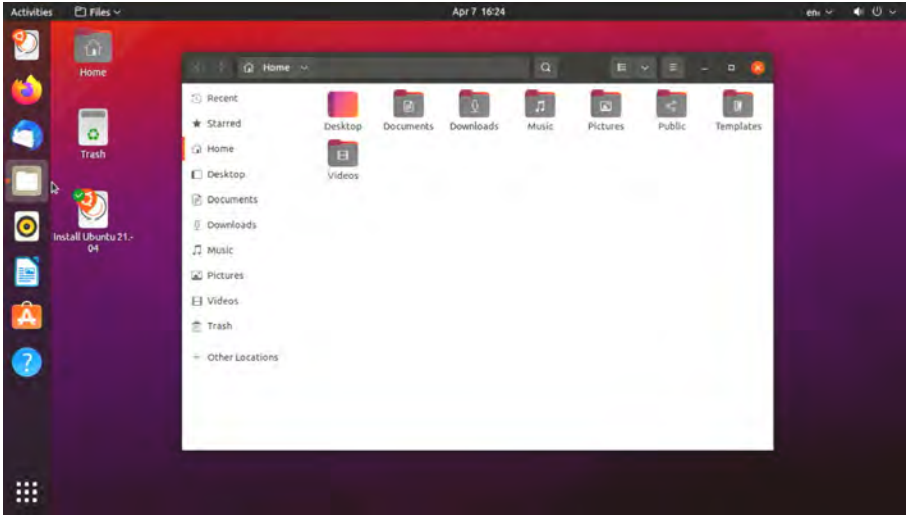 Activities Files Apr 7 16:24 en₁
Home
Trash
Install Ubuntu 21.-
04
Home
Recent
Starred
Home
Desktop
Documents
Downloads
Music
Pictures
Videos
Trash
+ Other Locations
Desktop Documents Downloads Music Pictures Public Templates
Videos